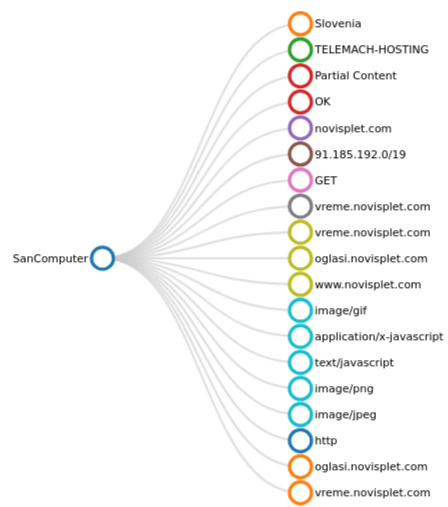 Slovenia
TELEMACH-HOSTING
Partial Content
OK
novisplet.com
91.185.192.0/19
GET
vreme.novisplet.com
vreme.novisplet.com
SanComputer
oglasi.novisplet.com
www.novisplet.com
image/gif
application/x-javascript
text/javascript
image/png
image/jpeg
http
oglasi.novisplet.com
vreme.novisplet.com